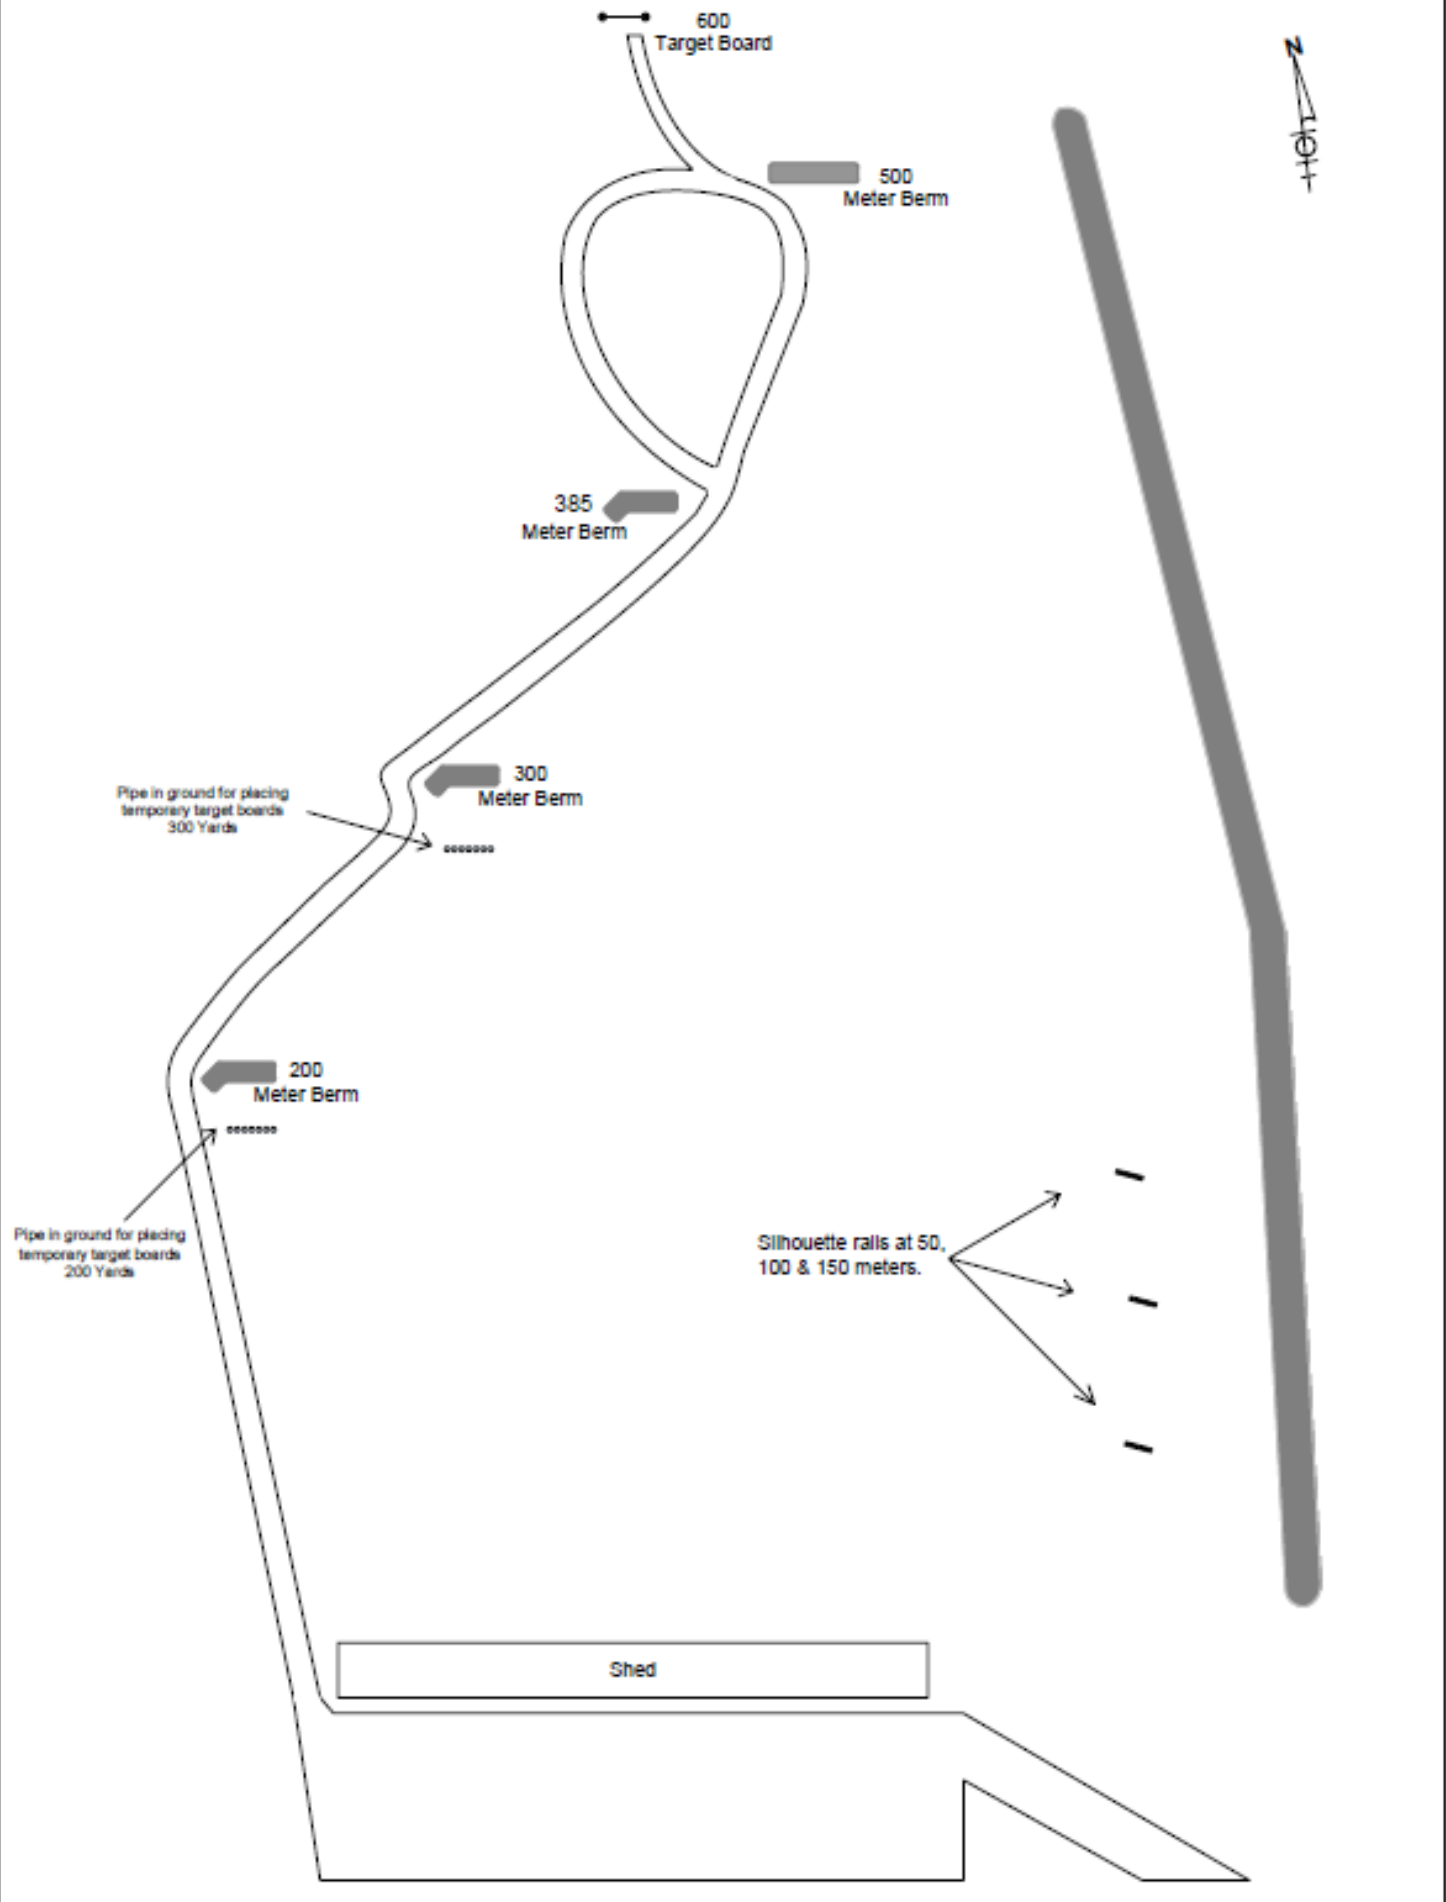 600
Target Board
N
500
Meter Berm
385
Meter Berm
300
Meter Berm
Pipe in ground for placing
temporary target boards
300 Yards
200
Meter Berm
Pipe in ground for placing
temporary target boards
200 Yards
Silhouette rails at 50,
100 & 150 meters.
Shed